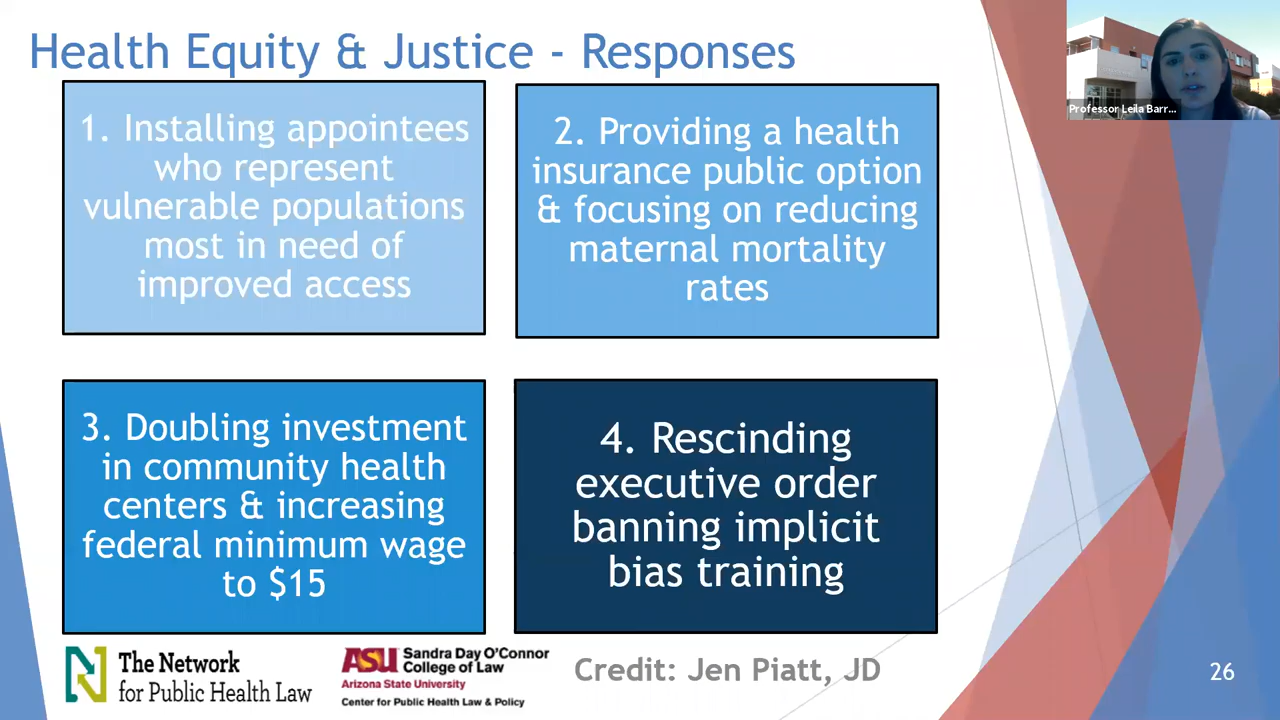 Health Equity & Justice - Responses
Professor Leila Barr...
1. Installing appointees
who represent
vulnerable populations
most in need of
improved access
2. Providing a health
insurance public option
& focusing on reducing
maternal mortality
rates
3. Doubling investment
in community health
centers & increasing
federal minimum wage
to $15
4. Rescinding
executive order
banning implicit
bias training
The Network
for Public Health Law
ASU Sandra Day O'Connor
College of Law
Arizona State University
Center for Public Health Law & Policy
Credit: Jen Piatt, JD
26